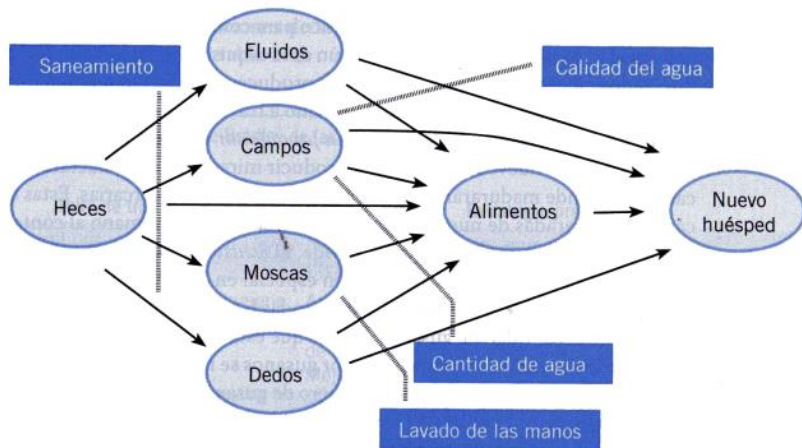 Fluidos
Saneamiento
Calidad del agua
Campos
Heces
Alimentos
Nuevo
huésped
Moscas
Cantidad de agua
Dedos
Lavado de las manos